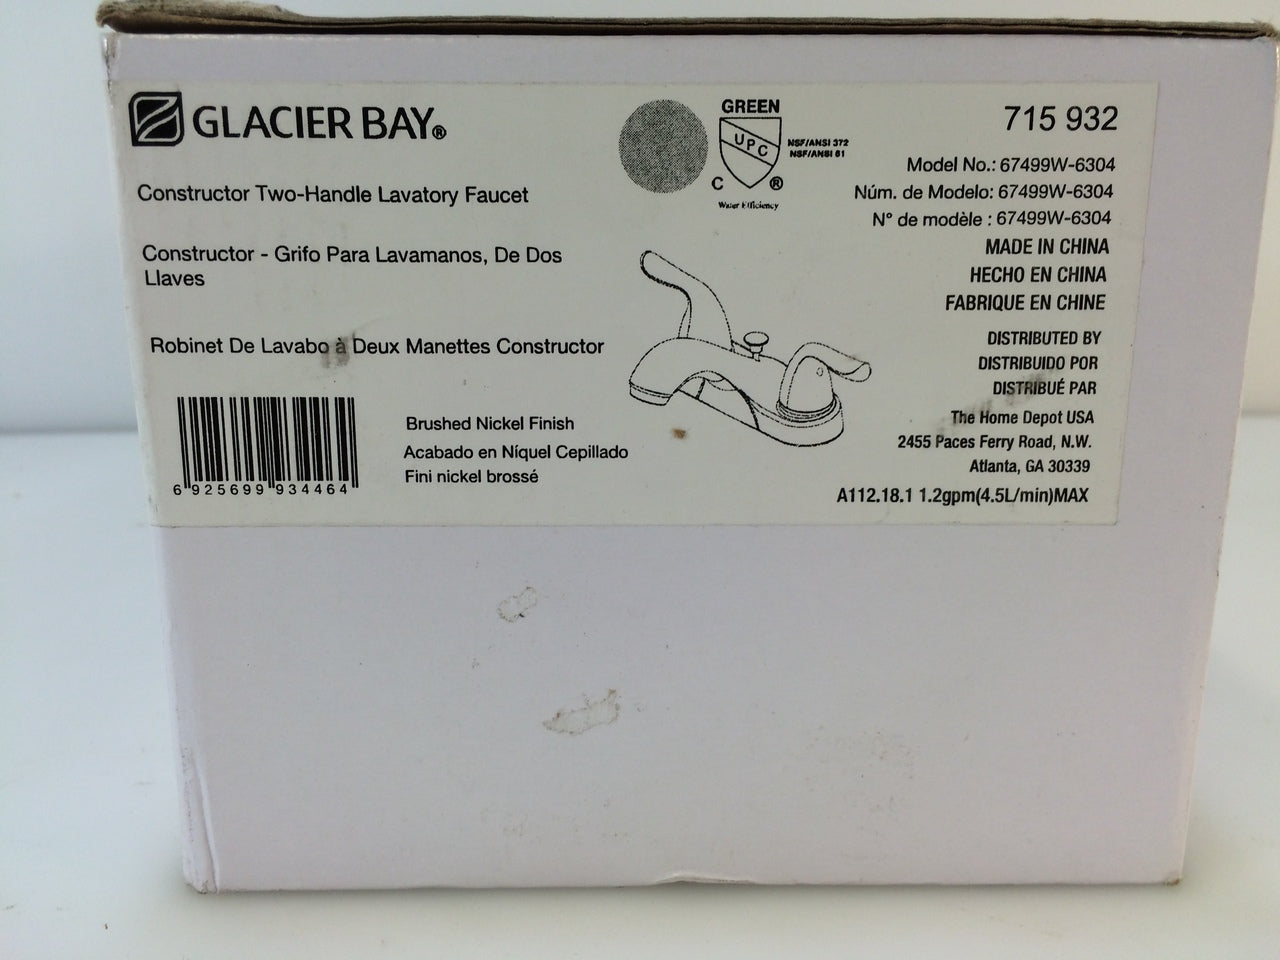 GLACIER BAY®
Constructor Two-Handle Lavatory Faucet
Constructor - Grifo Para Lavamanos, De Dos
Llaves
Robinet De Lavabo à Deux Manettes Constructor
6 925699 934464
Brushed Nickel Finish
Acabado en Níquel Cepillado
Fini nickel brossé
GREEN
UPC
C ®
Water Efficiency
NSF/ANSI 372
NSF/ANSI 61
715 932
Model No.: 67499W-6304
Núm. de Modelo: 67499W-6304
N° de modèle : 67499W-6304
MADE IN CHINA
HECHO EN CHINA
FABRIQUE EN CHINE
DISTRIBUTED BY
DISTRIBUIDO POR
DISTRIBUÉ PAR
The Home Depot USA
2455 Paces Ferry Road, N.W.
Atlanta, GA 30339
A112.18.1 1.2gpm(4.5L/min)MAX